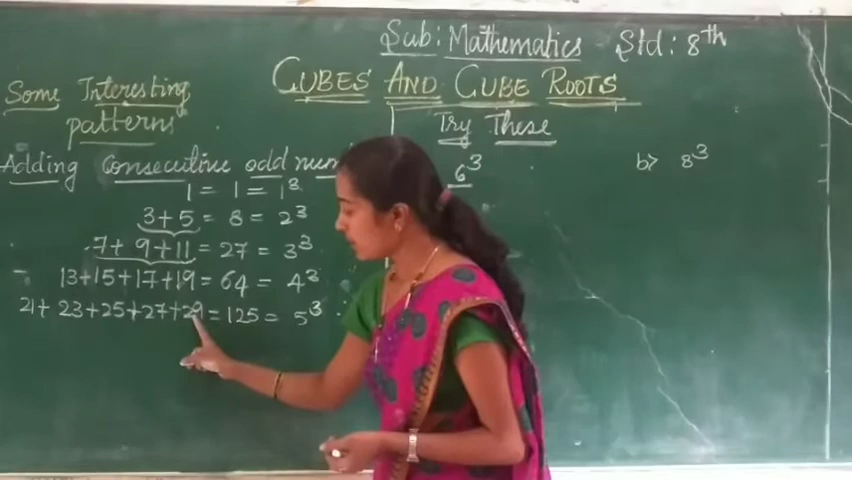 Sub: Mathematics Std: 8th
CUBES AND CUBE ROOTS
Some Interesting
patterns
Try These
Adding Consecutive odd num
1 = 1 = 1³
3+5 = 8 = 2³
7+ 9+11 = 27 = 3³
13+15+17+19 = 64 = 4³
21+ 23+25+27+29 = 125 = 5³
6³
b> 8³